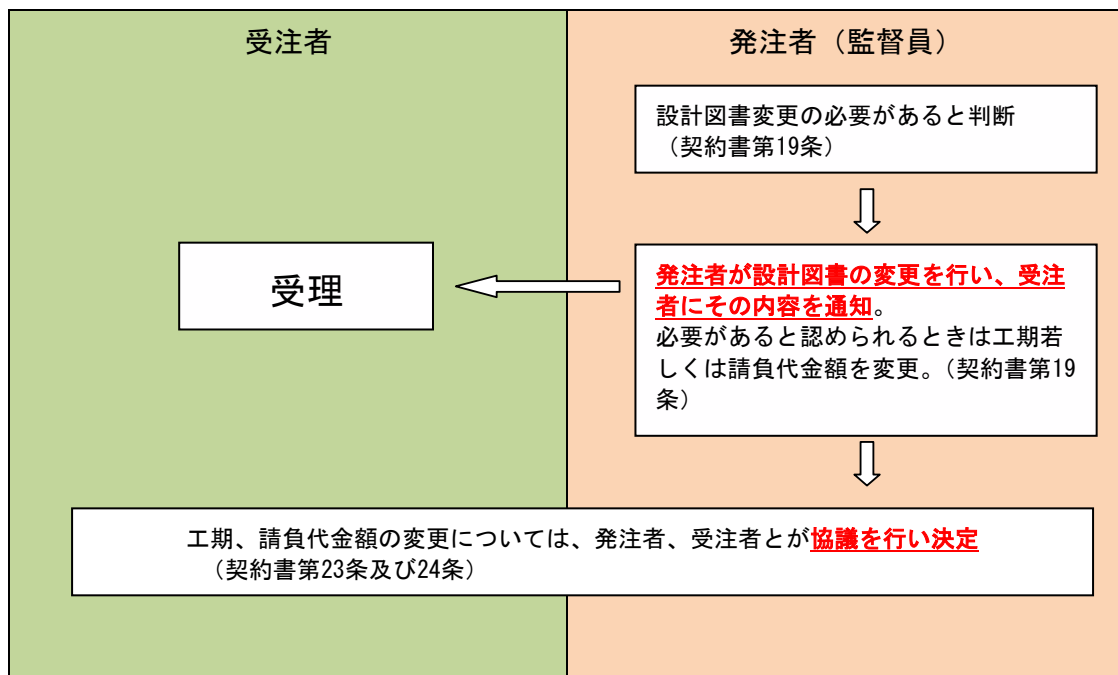 受注者
発注者（監督員）
設計図書変更の必要があると判断
（契約書第19条）
受理
発注者が設計図書の変更を行い、受注
者にその内容を通知。
必要があると認められるときは工期若
しくは請負代金額を変更。（契約書第19
条）
工期、請負代金額の変更については、発注者、受注者とが協議を行い決定
（契約書第23条及び24条）